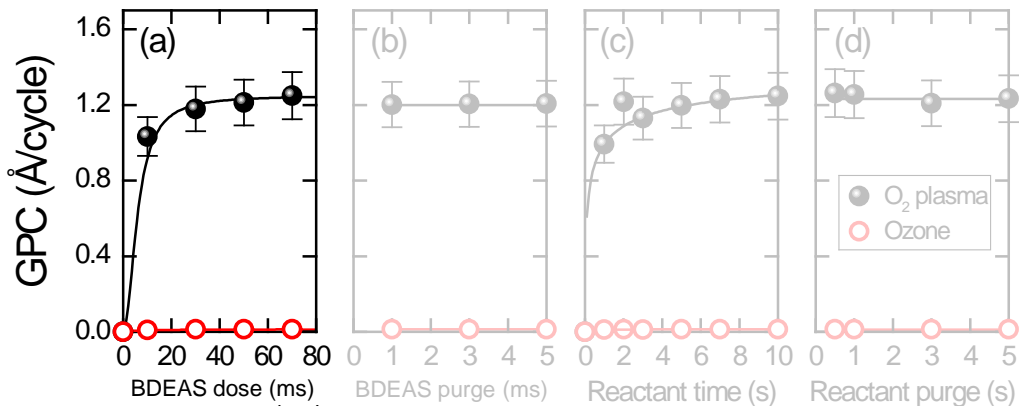 (a) (b) (c) (d)
GPC (Å/cycle)
1.6
1.2
0.8
0.4
0.0
O₂ plasma
Ozone
0 20 40 60 80
0 1 2 3 4 5
0 2 4 6 8 10
0 1 2 3 4 5
BDEAS dose (ms)
BDEAS purge (ms)
Reactant time (s)
Reactant purge (s)